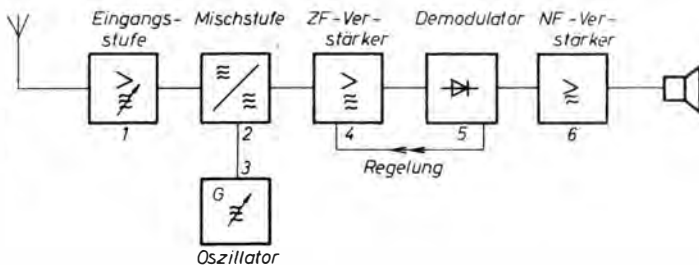 Eingangs-
stufe
Mischstufe
ZF-Ver-
stärker
Demodulator
NF-Ver-
stärker
1
2
4
5
6
3
Regelung
G
Oszillator